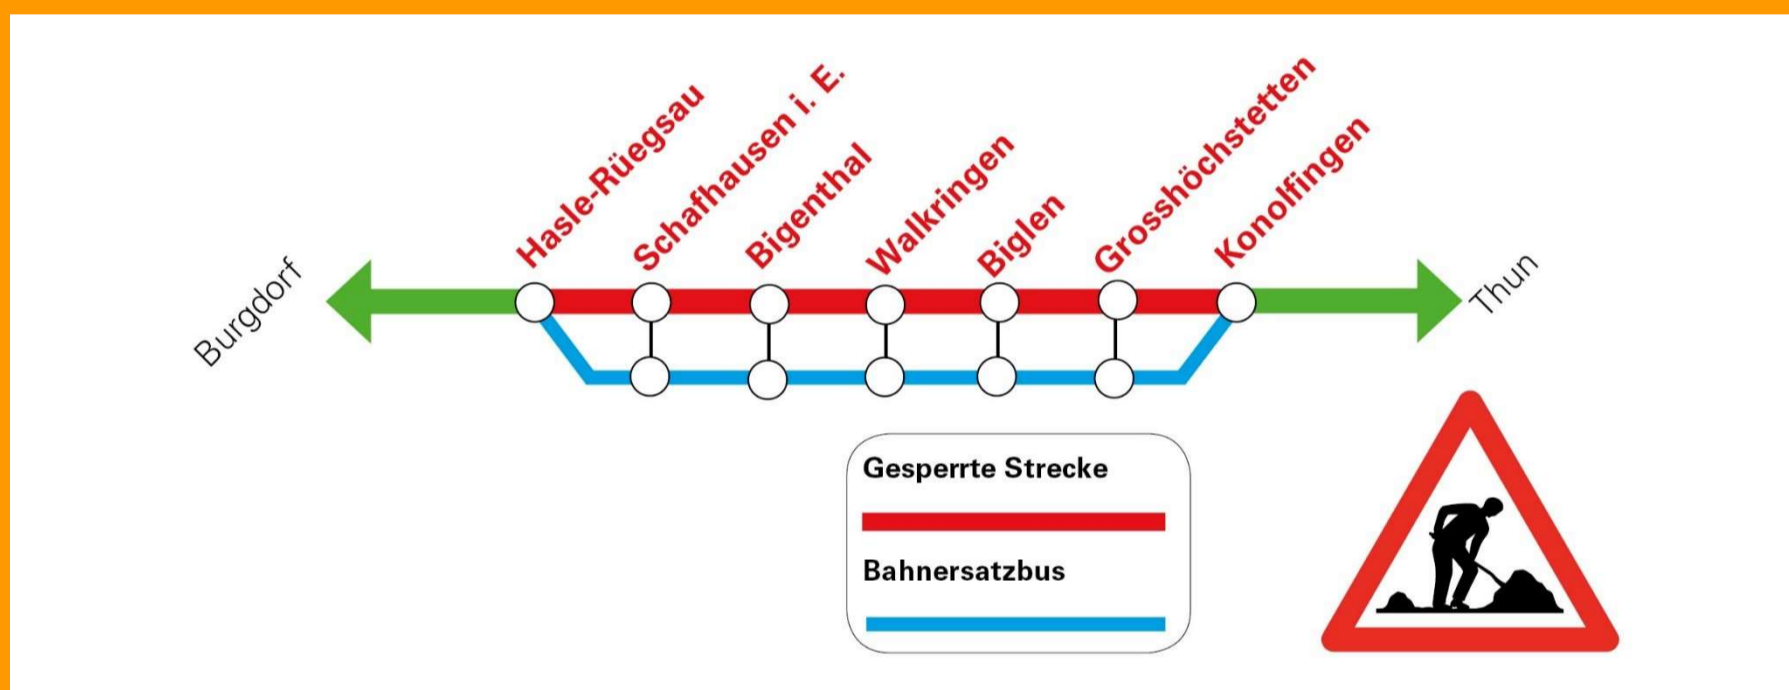 Burgdorf
Hasle-Rüegsau
Schafhausen i. E.
Bigenthal
Walkringen
Biglen
Grosshöchstetten
Konolfingen
Thun
Gesperrte Strecke
Bahnersatzbus